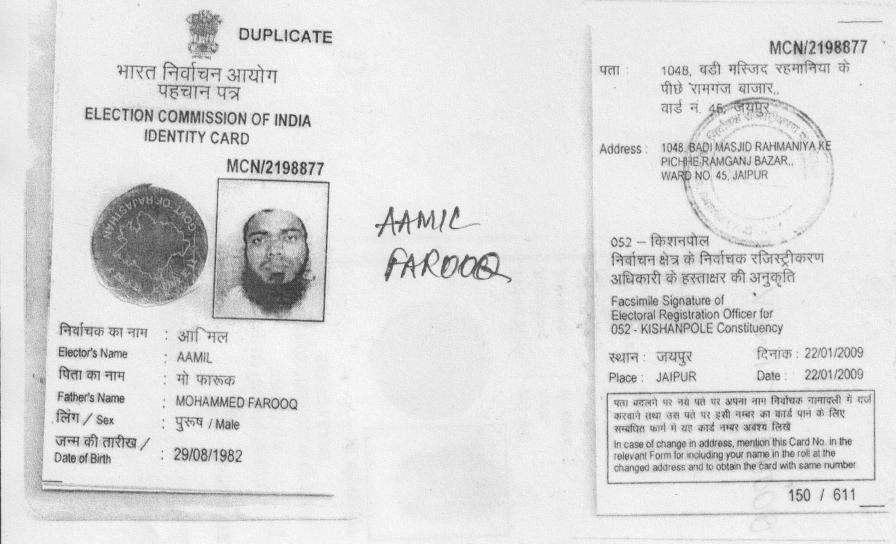 DUPLICATE
भारत निर्वाचन आयोग
पहचान पत्र
ELECTION COMMISSION OF INDIA
IDENTITY CARD
MCN/2198877
GOVT OF RAJASTHAN
निर्वाचक का नाम : आमिल
Elector's Name : AAMIL
पिता का नाम : मो फारूक
Father's Name : MOHAMMED FAROOQ
लिंग / Sex : पुरूष / Male
जन्म की तारीख /
Date of Birth : 29/08/1982
AAMIL
FAROOQ
MCN/2198877
पता : 1048, बडी मस्जिद रहमानिया के
पीछे रामगंज बाजार,,
वार्ड न. 45, जयपुर
Address : 1048, BADI MASJID RAHMANIYA KE
PICHHE RAMGANJ BAZAR,,
WARD NO. 45, JAIPUR
052 – किशनपोल
निर्वाचन क्षेत्र के निर्वाचक रजिस्ट्रीकरण
अधिकारी के हस्ताक्षर की अनुकृति
Facsimile Signature of
Electoral Registration Officer for
052 - KISHANPOLE Constituency
स्थान : जयपुर दिनांक : 22/01/2009
Place : JAIPUR Date : 22/01/2009
पता बदलने पर नये पते पर अपना नाम निर्वाचक नामावली में दर्ज
करवाने तथा उस पते पर इसी नम्बर का कार्ड पाने के लिए
सम्बधित फार्म में यह कार्ड नम्बर अवश्य लिखें
In case of change in address, mention this Card No. in the
relevant Form for including your name in the roll at the
changed address and to obtain the card with same number
150 / 611